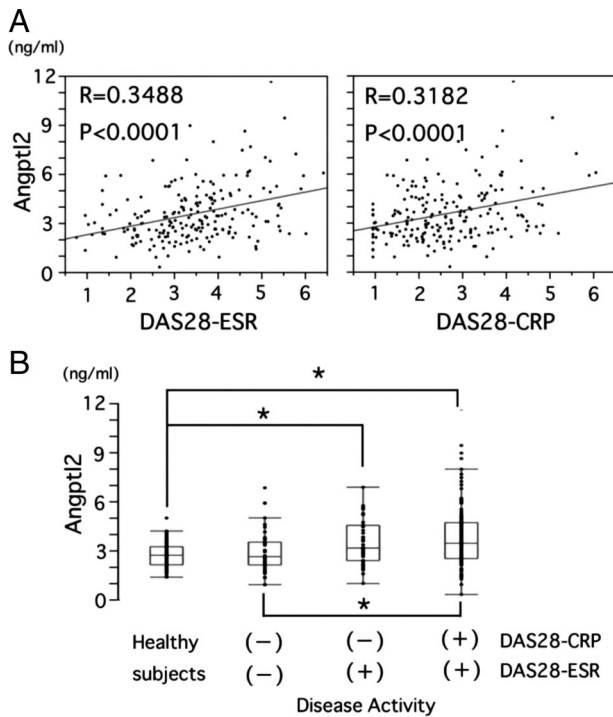 A
(ng/ml)
12
9
6
3
0
Angptl2
R=0.3488
P<0.0001
1 2 3 4 5 6
DAS28-ESR
R=0.3182
P<0.0001
1 2 3 4 5 6
DAS28-CRP
B
(ng/ml)
12
9
6
3
0
Angptl2
*
*
*
Healthy (−) (−) (+) DAS28-CRP
subjects (−) (+) (+) DAS28-ESR
Disease Activity